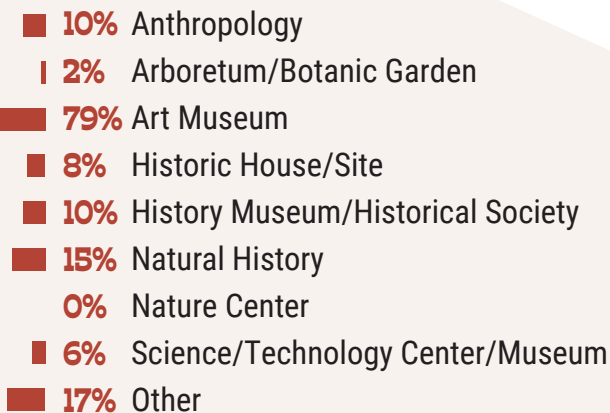 10% Anthropology
2% Arboretum/Botanic Garden
79% Art Museum
8% Historic House/Site
10% History Museum/Historical Society
15% Natural History
0% Nature Center
6% Science/Technology Center/Museum
17% Other